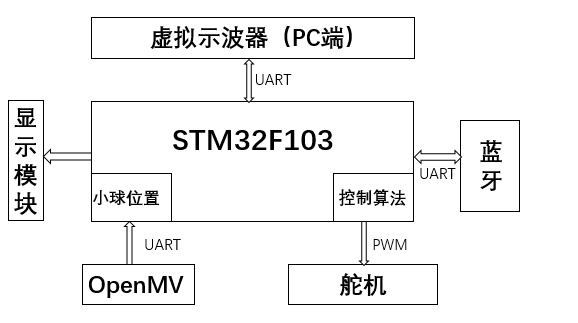 虚拟示波器（PC端）
UART
STM32F103
显示模块
UART
蓝牙
小球位置
控制算法
UART
PWM
OpenMV
舵机